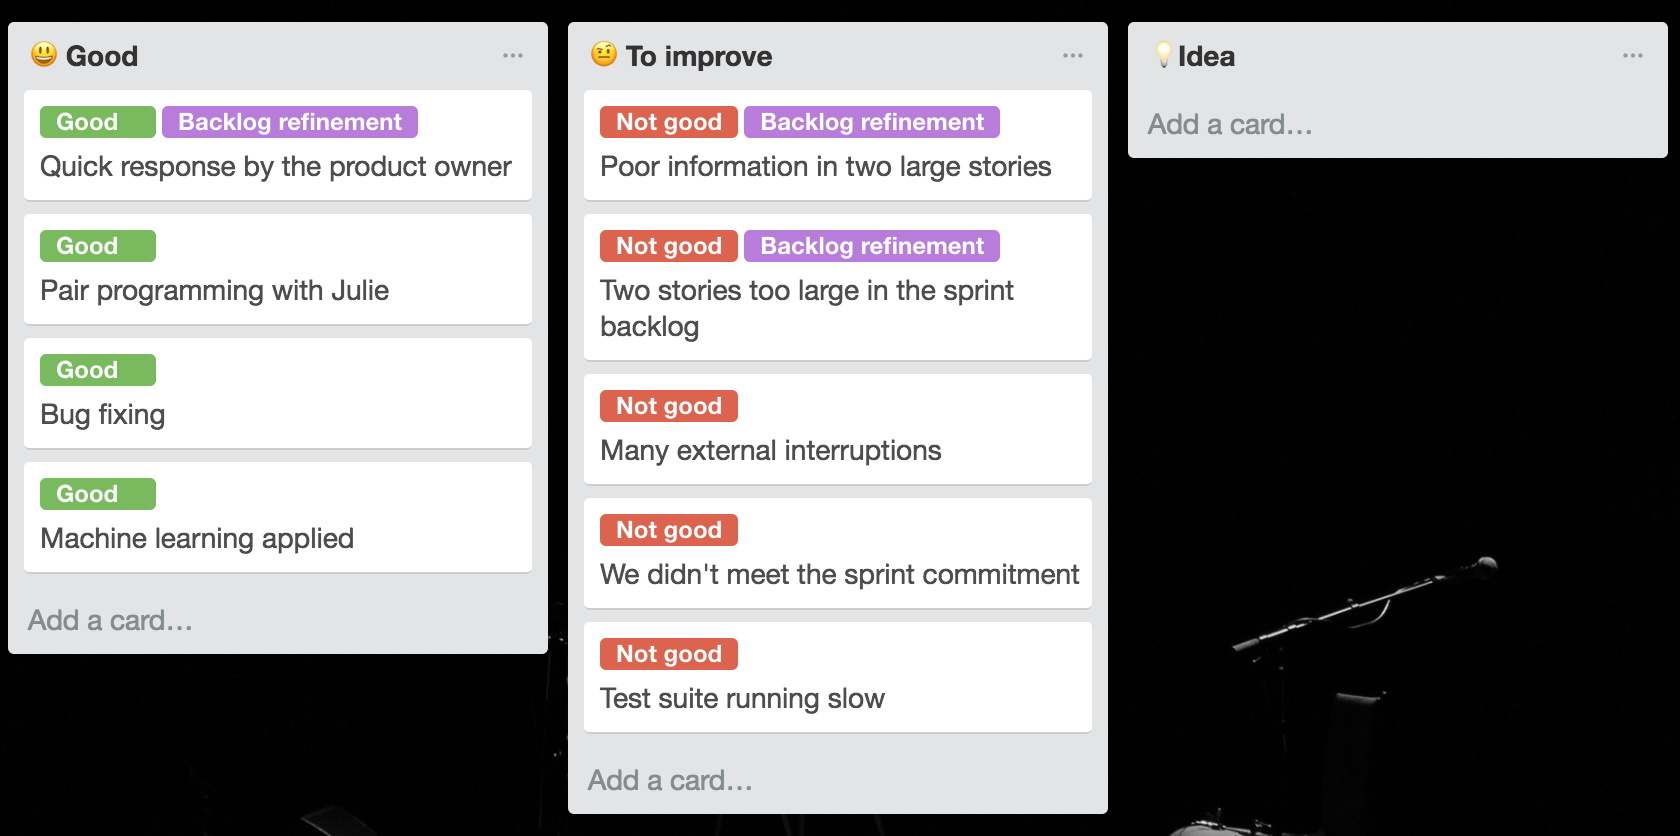 😃 Good
Good Backlog refinement
Quick response by the product owner
Good
Pair programming with Julie
Good
Bug fixing
Good
Machine learning applied
Add a card…
🤨 To improve
Not good Backlog refinement
Poor information in two large stories
Not good Backlog refinement
Two stories too large in the sprint
backlog
Not good
Many external interruptions
Not good
We didn't meet the sprint commitment
Not good
Test suite running slow
Add a card…
💡Idea
Add a card…